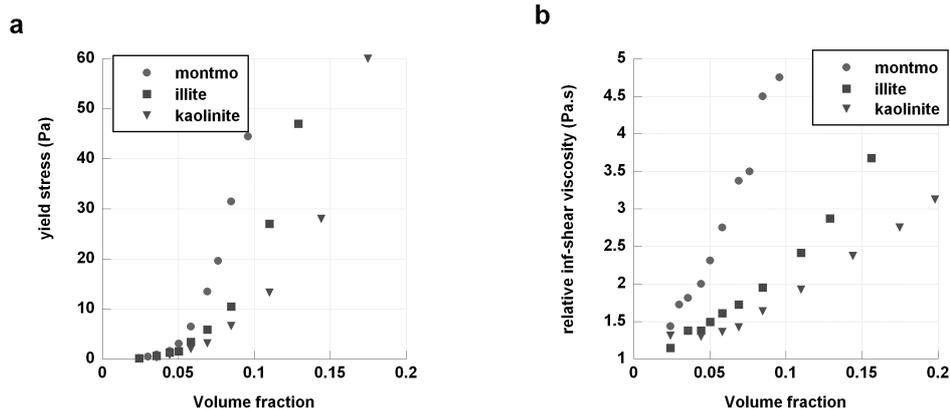 a
yield stress (Pa)
60
50
40
30
20
10
0
montmo
illite
kaolinite
0
0.05
0.1
0.15
0.2
Volume fraction
b
relative inf-shear viscosity (Pa.s)
5
4.5
4
3.5
3
2.5
2
1.5
1
montmo
illite
kaolinite
0
0.05
0.1
0.15
0.2
Volume fraction